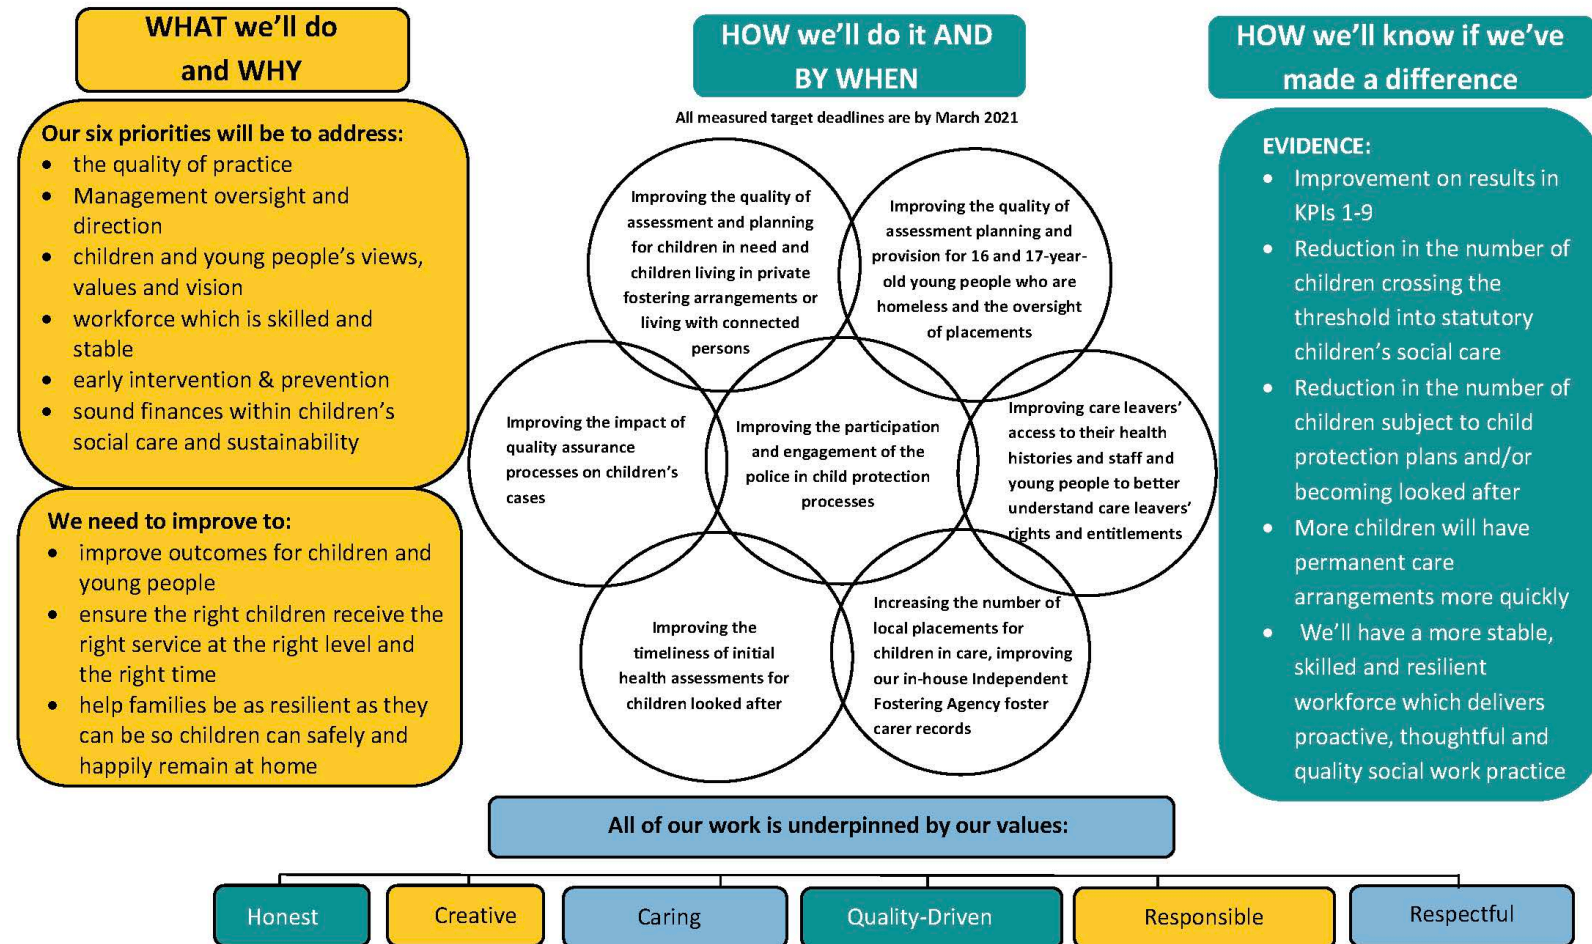 WHAT we'll do
and WHY
Our six priorities will be to address:
• the quality of practice
• Management oversight and
direction
• children and young people's views,
values and vision
• workforce which is skilled and
stable
• early intervention & prevention
• sound finances within children's
social care and sustainability
We need to improve to:
• improve outcomes for children and
young people
• ensure the right children receive the
right service at the right level and
the right time
• help families be as resilient as they
can be so children can safely and
happily remain at home
HOW we'll do it AND
BY WHEN
All measured target deadlines are by March 2021
Improving the quality of
assessment and planning
for children in need and
children living in private
fostering arrangements or
living with connected
persons
Improving the quality of
assessment planning and
provision for 16 and 17-year-
old young people who are
homeless and the oversight
of placements
Improving the impact of
quality assurance
processes on children's
cases
Improving the participation
and engagement of the
police in child protection
processes
Improving care leavers'
access to their health
histories and staff and
young people to better
understand care leavers'
rights and entitlements
Improving the
timeliness of initial
health assessments for
children looked after
Increasing the number of
local placements for
children in care, improving
our in-house Independent
Fostering Agency foster
carer records
HOW we'll know if we've
made a difference
EVIDENCE:
• Improvement on results in
KPIs 1-9
• Reduction in the number of
children crossing the
threshold into statutory
children's social care
• Reduction in the number of
children subject to child
protection plans and/or
becoming looked after
• More children will have
permanent care
arrangements more quickly
• We'll have a more stable,
skilled and resilient
workforce which delivers
proactive, thoughtful and
quality social work practice
All of our work is underpinned by our values:
Honest
Creative
Caring
Quality-Driven
Responsible
Respectful